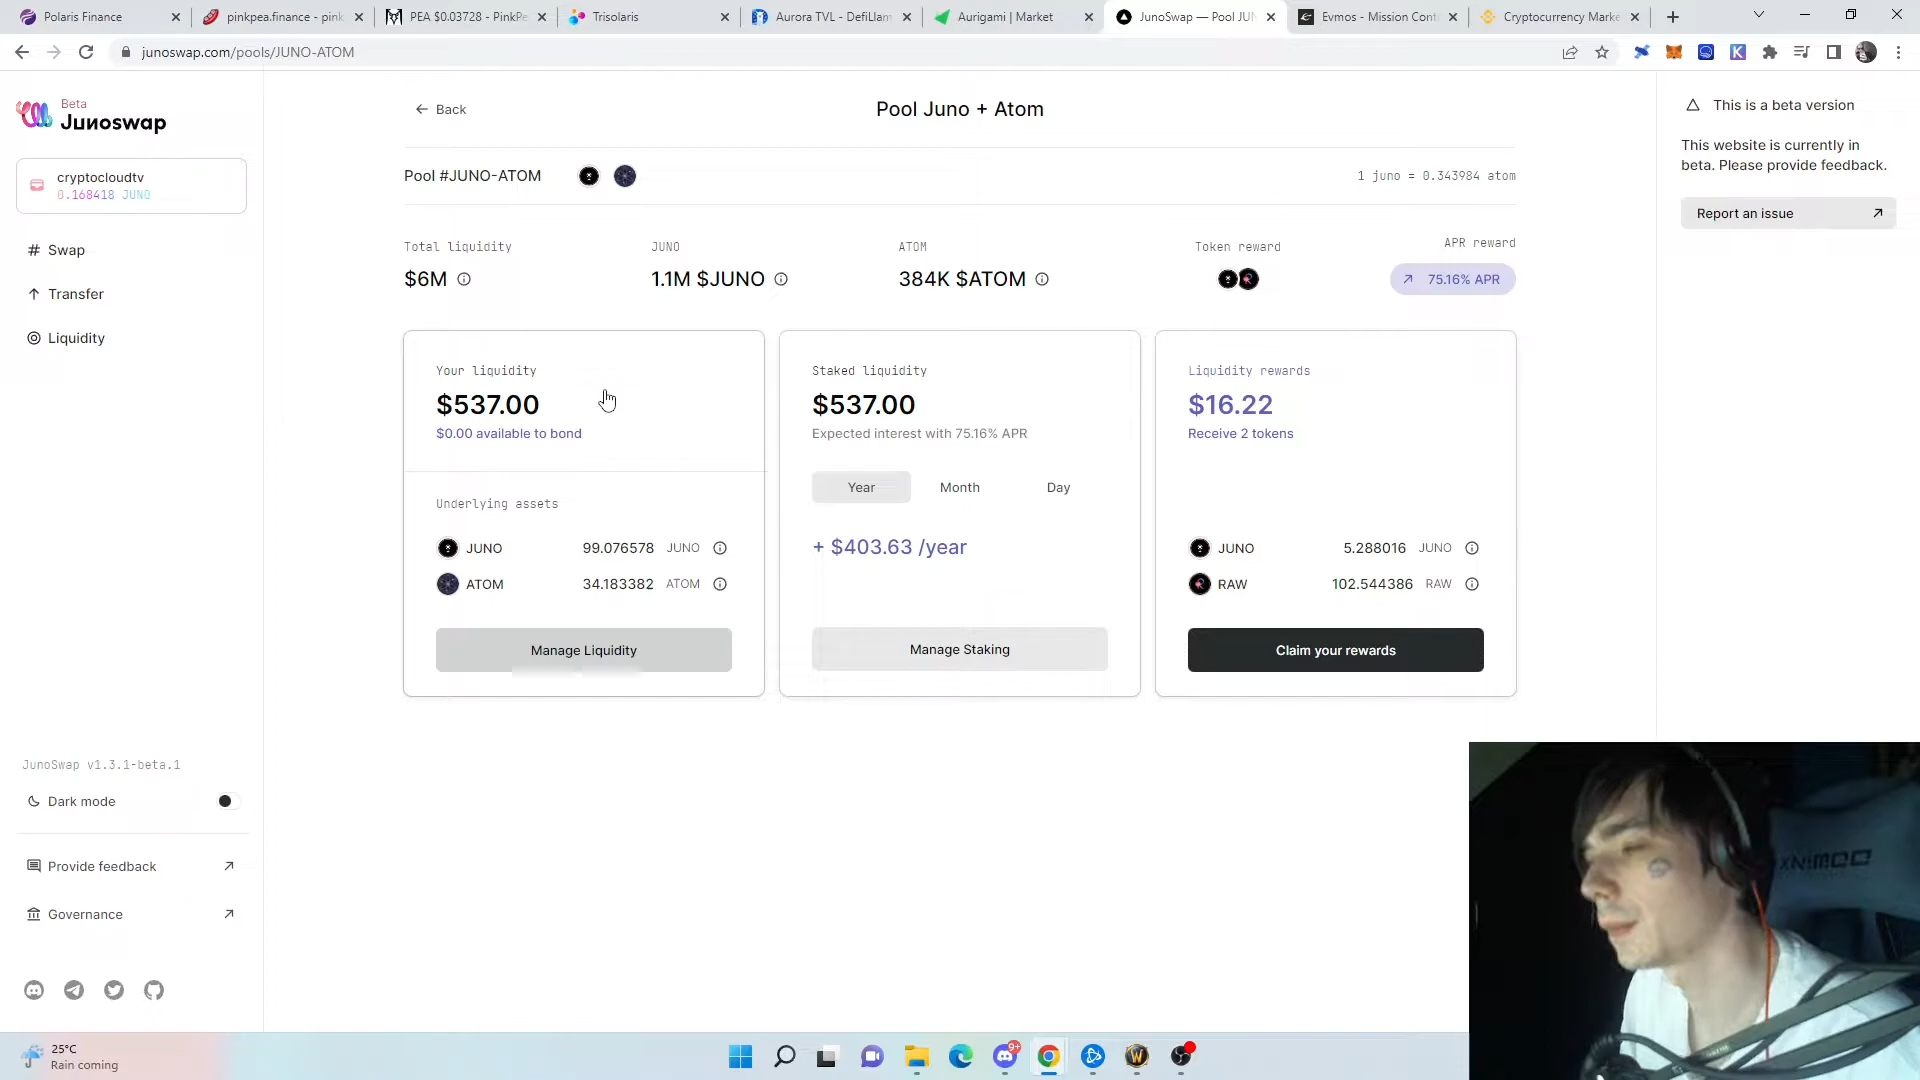 Polaris Finance
pinkpea.finance - pink
PEA $0.03728 - PinkPe
Trisolaris
Aurora TVL - DefiLlam
Aurigami | Market
JunoSwap — Pool JUN
Evmos - Mission Cont
Cryptocurrency Marke
junoswap.com/pools/JUNO-ATOM
Beta
Junoswap
cryptocloudtv
0.168418 JUNO
Swap
Transfer
Liquidity
JunoSwap v1.3.1-beta.1
Dark mode
Provide feedback
Governance
Back
Pool Juno + Atom
Pool #JUNO-ATOM
1 juno = 0.343984 atom
Total liquidity
$6M
JUNO
1.1M $JUNO
ATOM
384K $ATOM
Token reward
APR reward
75.16% APR
Your liquidity
$537.00
$0.00 available to bond
Underlying assets
JUNO 99.076578 JUNO
ATOM 34.183382 ATOM
Manage Liquidity
Staked liquidity
$537.00
Expected interest with 75.16% APR
Year Month Day
+ $403.63 /year
Manage Staking
Liquidity rewards
$16.22
Receive 2 tokens
JUNO 5.288016 JUNO
RAW 102.544386 RAW
Claim your rewards
This is a beta version
This website is currently in
beta. Please provide feedback.
Report an issue
25°C
Rain coming
9+